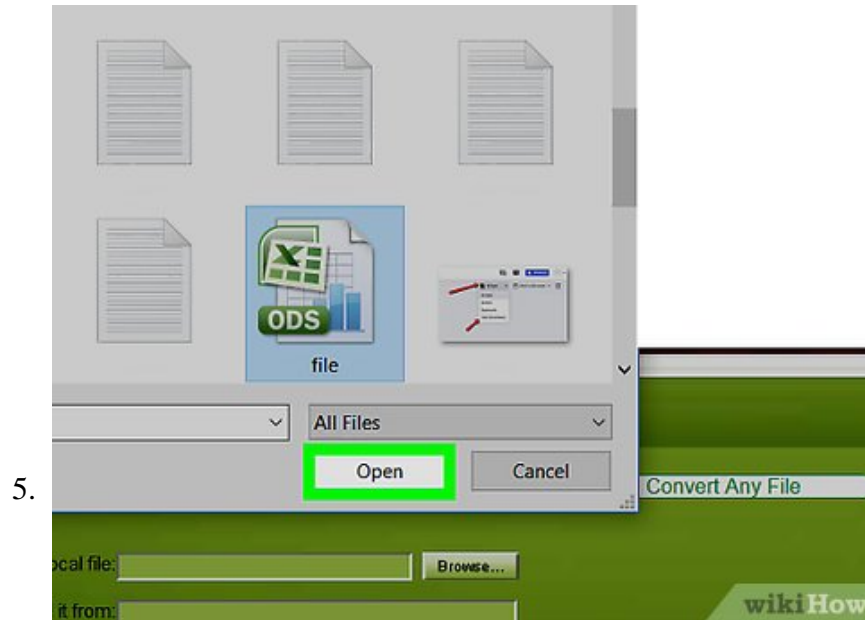 ODS
file
All Files
Open
Cancel
5.
Convert Any File
ocal file:
Browse...
it from:
wikiHow